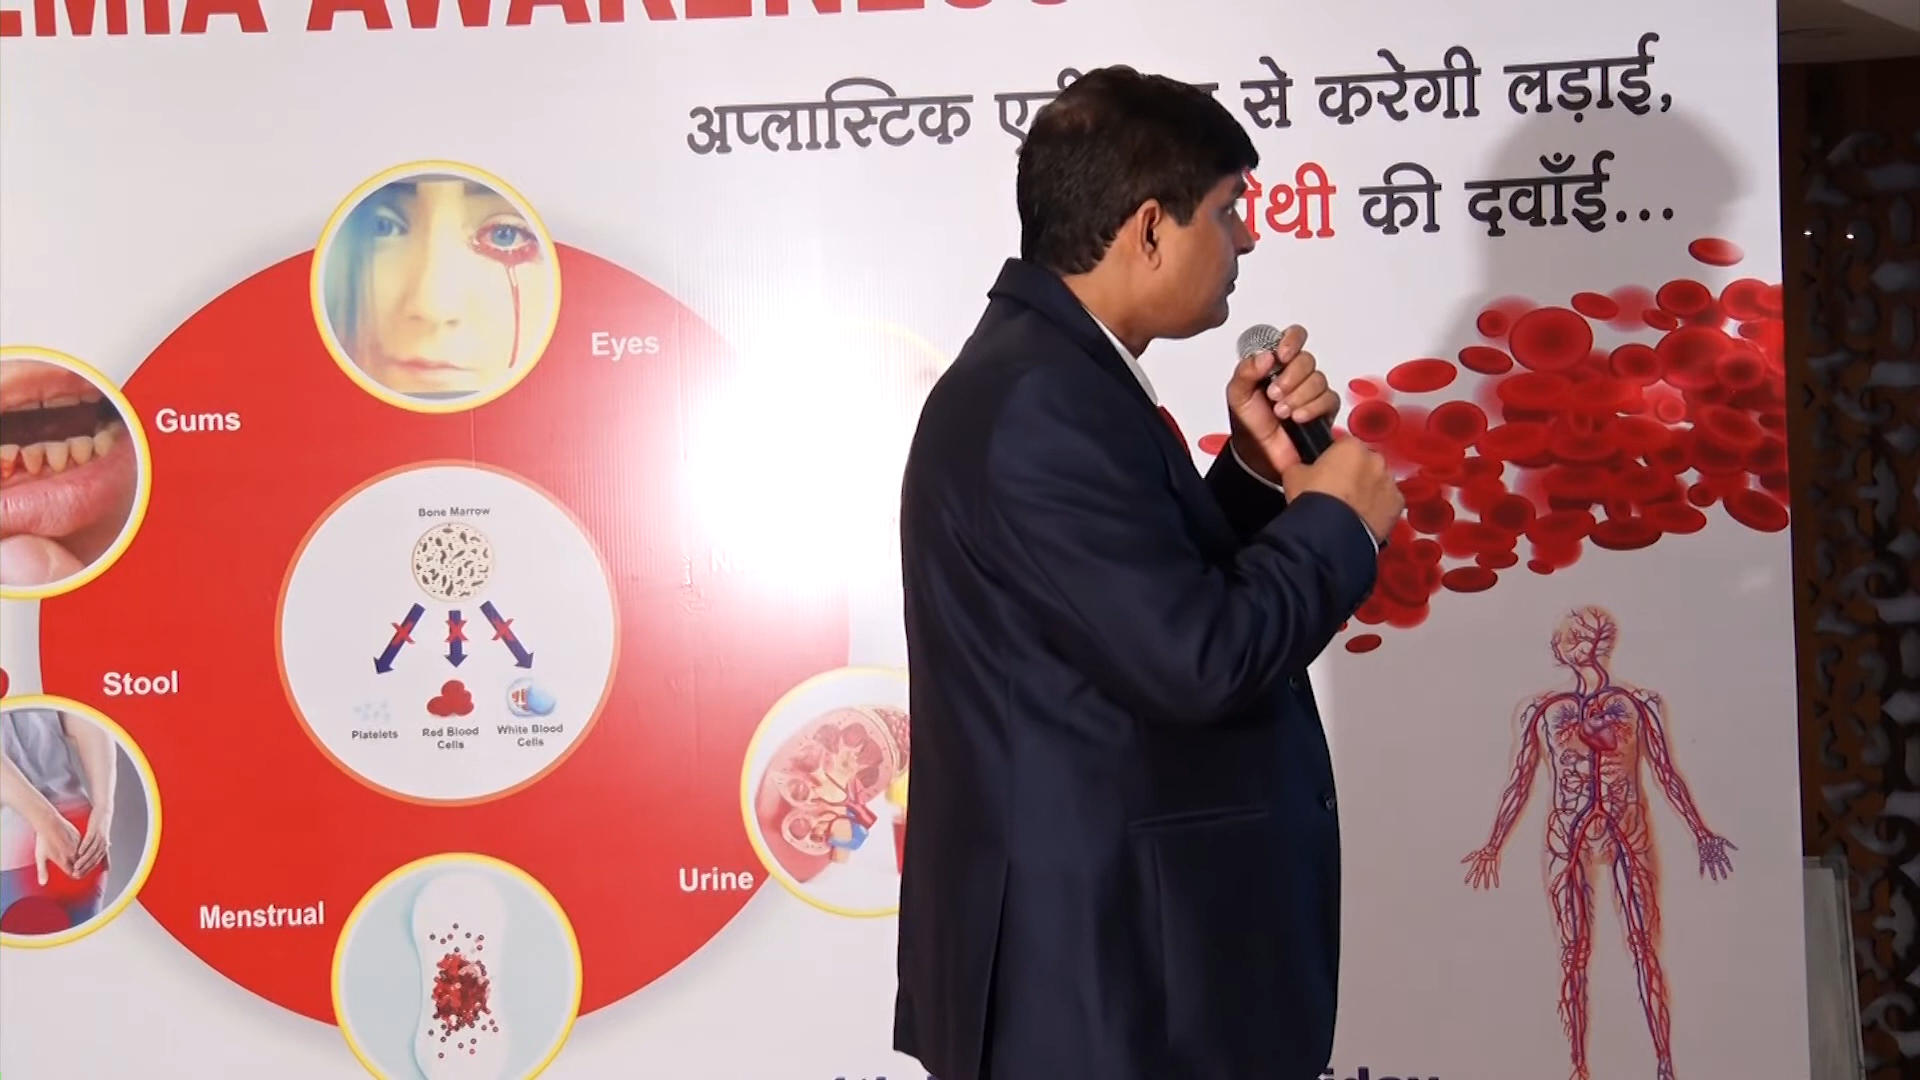 AWARENESS
अप्लास्टिक से करेगी लड़ाई,
की दवाँई...
Eyes
Gums
Bone Marrow
Stool
Platelets
Red Blood
Cells
White Blood
Cells
Urine
Menstrual